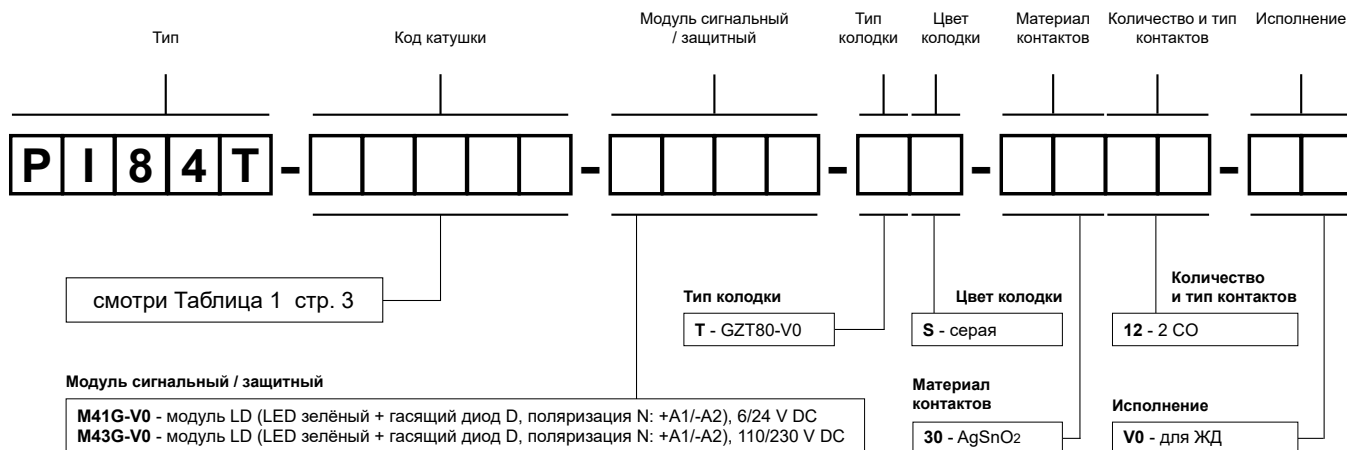 Тип
Код катушки
Модуль сигнальный
/ защитный
Тип
колодки
Цвет
колодки
Материал
контактов
Количество и тип
контактов
Исполнение
P I 8 4 T - - - - -
смотри Таблица 1 стр. 3
Тип колодки
T - GZT80-V0
Цвет колодки
S - серая
Количество
и тип контактов
12 - 2 CO
Модуль сигнальный / защитный
M41G-V0 - модуль LD (LED зелёный + гасящий диод D, поляризация N: +A1/-A2), 6/24 V DC
M43G-V0 - модуль LD (LED зелёный + гасящий диод D, поляризация N: +A1/-A2), 110/230 V DC
Материал
контактов
30 - AgSnO2
Исполнение
V0 - для ЖД